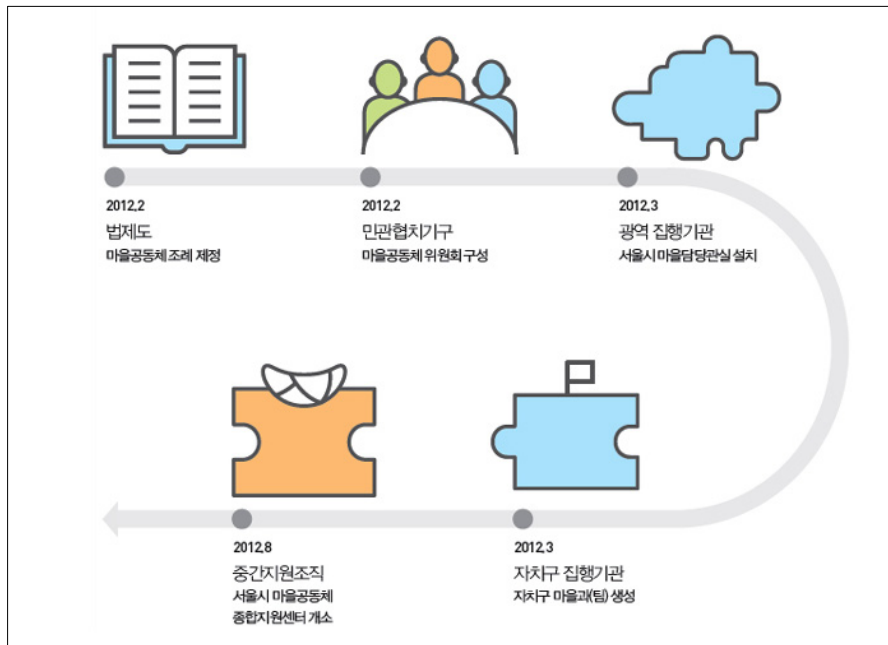 2012.2
법제도
마을공동체 조례 제정
2012.2
민관협치기구
마을공동체 위원회 구성
2012.3
광역 집행기관
서울시 마을담당관실 설치
2012.3
자치구 집행기관
자치구 마을과(팀) 생성
2012.8
중간지원조직
서울시 마을공동체
종합지원센터 개소